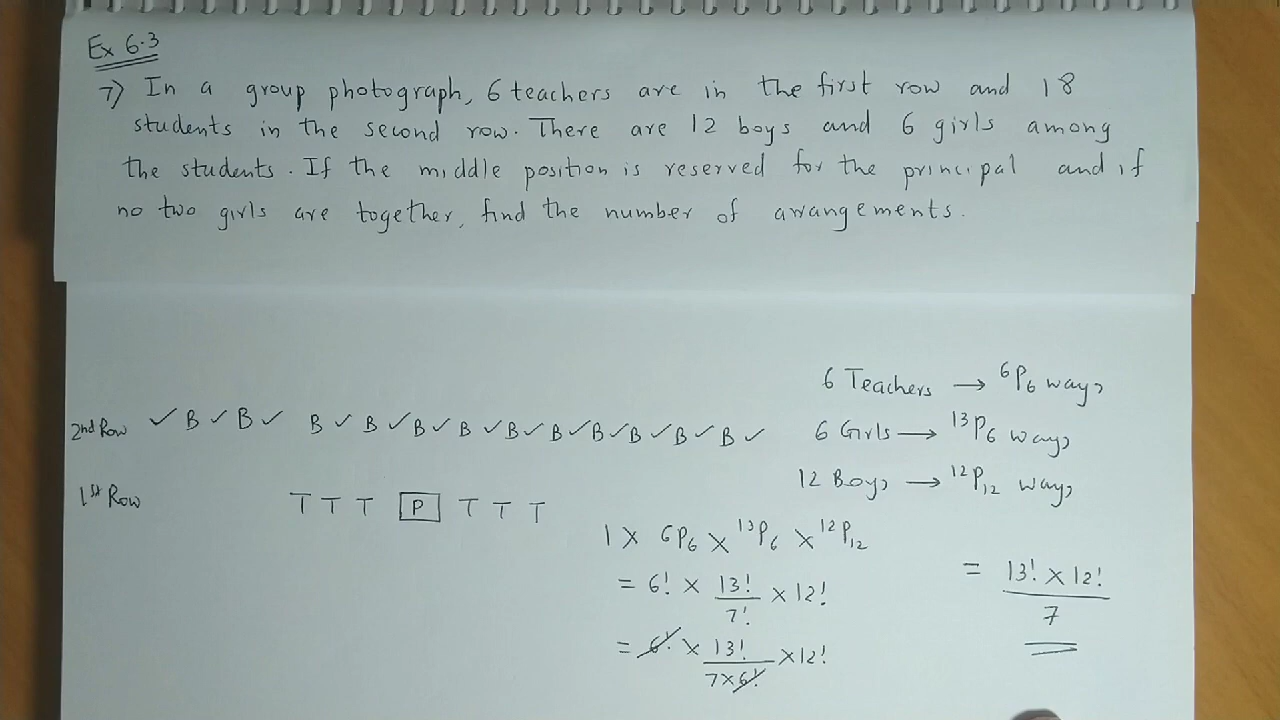 Ex 6.3
7) In a group photograph, 6 teachers are in the first row and 18
students in the second row. There are 12 boys and 6 girls among
the students. If the middle position is reserved for the principal and if
no two girls are together, find the number of arrangements.
6 Teachers → ⁶P₆ ways
2nd Row ✓ B ✓ B ✓ B ✓ B ✓ B ✓ B ✓ B ✓ B ✓ B ✓ B ✓ B ✓ B ✓
6 Girls → ¹³P₆ ways
12 Boys → ¹²P₁₂ ways
1st Row T T T P T T T
1 × 6P₆ × ¹³P₆ × ¹²P₁₂
= 6! × 13!/7! × 12!
= 6! × 13!/(7×6!) × 12!
= 13! × 12!/7